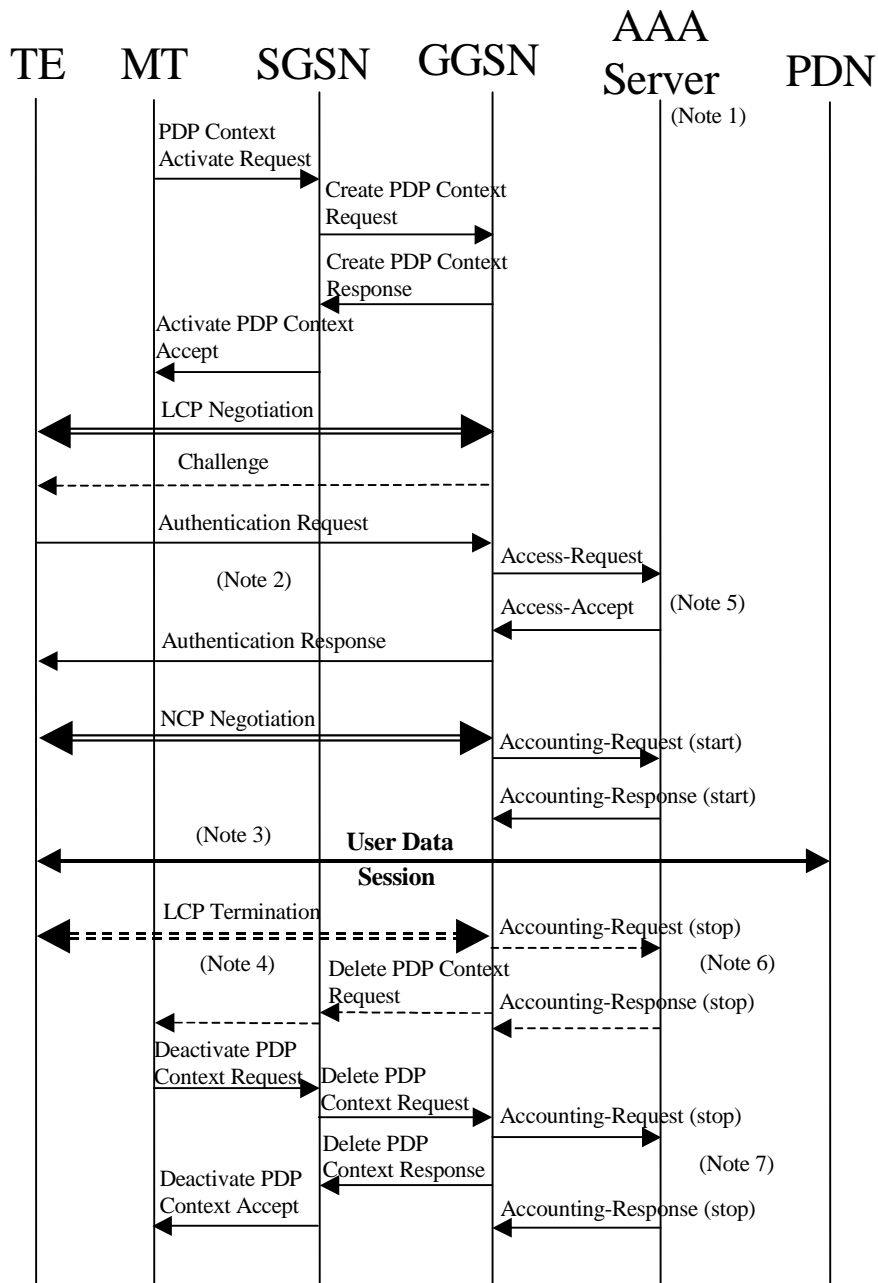 TE MT SGSN GGSN AAA Server PDN
(Note 1)
PDP Context
Activate Request
Create PDP Context
Request
Create PDP Context
Response
Activate PDP Context
Accept
LCP Negotiation
Challenge
Authentication Request
Access-Request
(Note 2)
Access-Accept
(Note 5)
Authentication Response
NCP Negotiation
Accounting-Request (start)
Accounting-Response (start)
(Note 3)
User Data
Session
LCP Termination
Accounting-Request (stop)
(Note 4)
(Note 6)
Delete PDP Context
Request
Accounting-Response (stop)
Deactivate PDP
Context Request
Delete PDP
Context Request
Accounting-Request (stop)
Delete PDP
Context Response
(Note 7)
Deactivate PDP
Context Accept
Accounting-Response (stop)